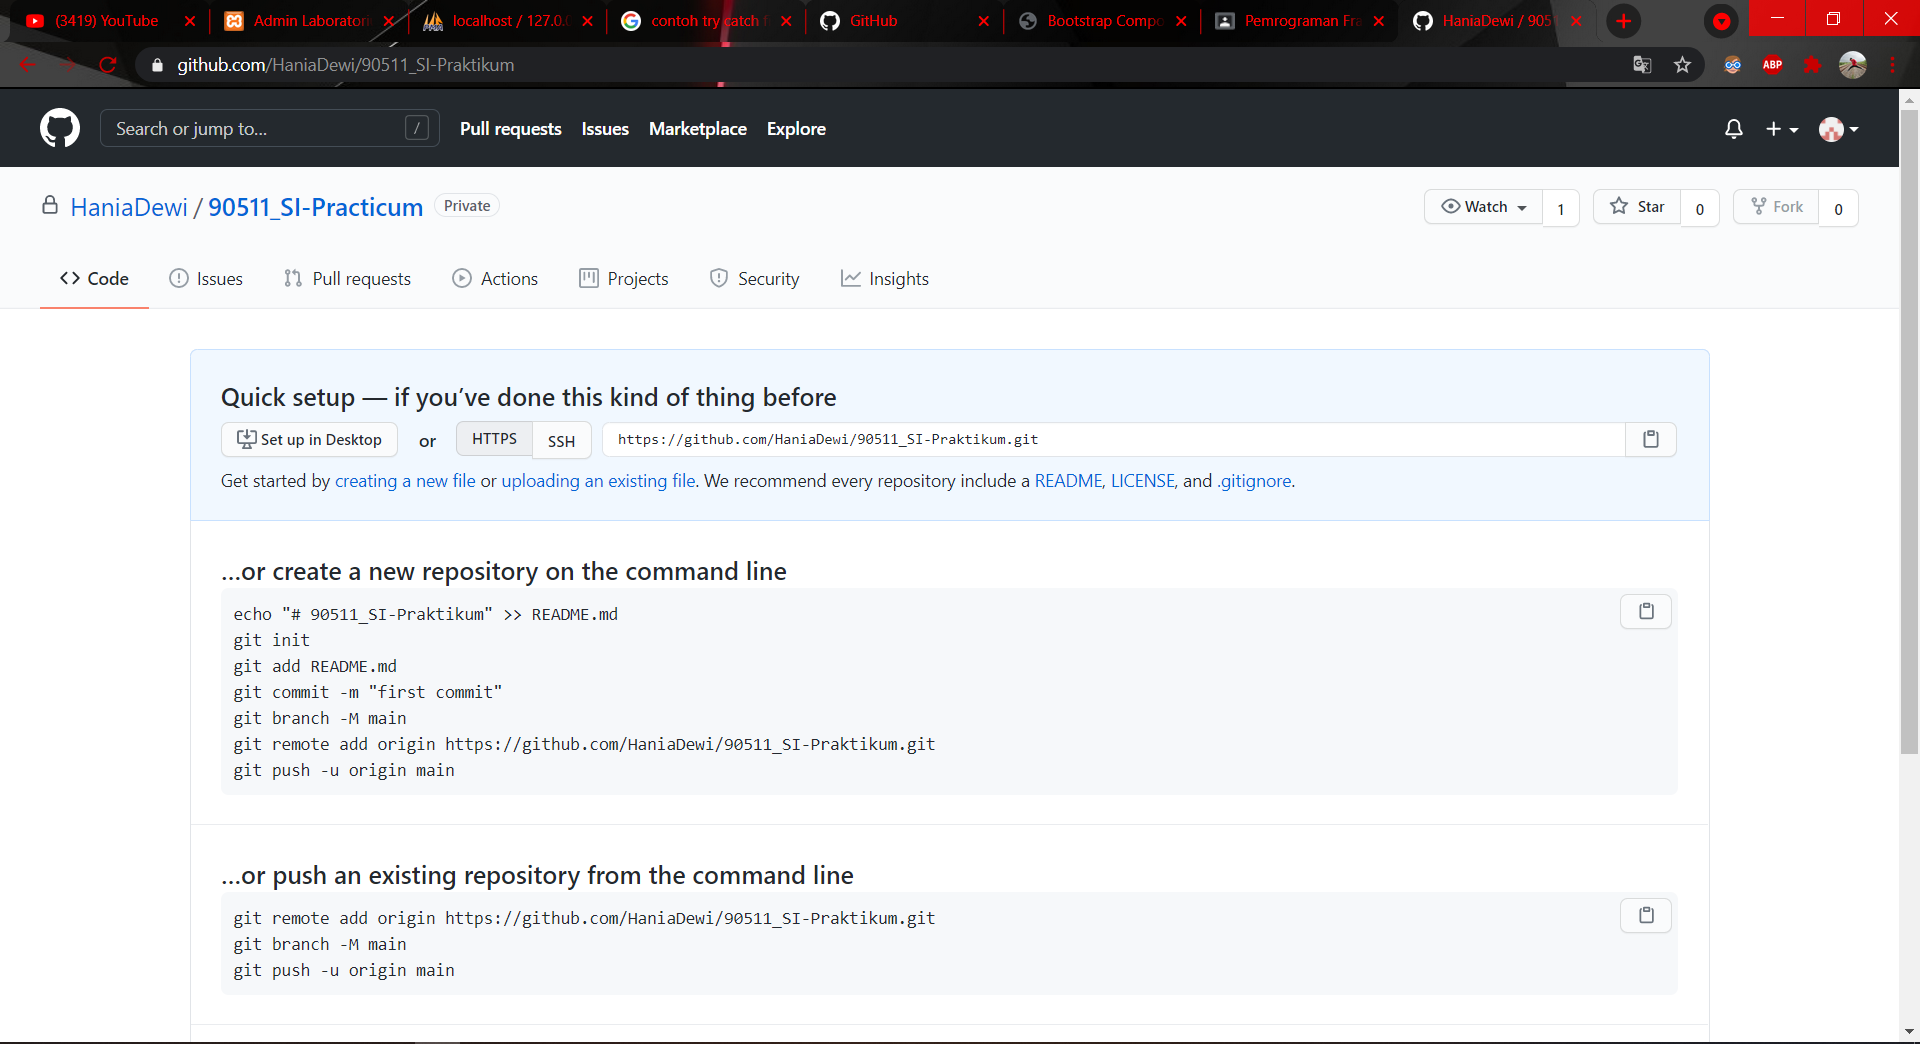 (3419) YouTube
Admin Laboratori
localhost / 127.0.0
contoh try catch f
GitHub
Bootstrap Compo
Pemrograman Fra
HaniaDewi / 9051
github.com/HaniaDewi/90511_SI-Praktikum
ABP
Search or jump to...
/
Pull requests
Issues
Marketplace
Explore
HaniaDewi / 90511_SI-Practicum
Private
Watch
1
Star
0
Fork
0
Code
Issues
Pull requests
Actions
Projects
Security
Insights
Quick setup — if you’ve done this kind of thing before
Set up in Desktop
or
HTTPS
SSH
https://github.com/HaniaDewi/90511_SI-Praktikum.git
Get started by creating a new file or uploading an existing file. We recommend every repository include a README, LICENSE, and .gitignore.
…or create a new repository on the command line
echo "# 90511_SI-Praktikum" >> README.md
git init
git add README.md
git commit -m "first commit"
git branch -M main
git remote add origin https://github.com/HaniaDewi/90511_SI-Praktikum.git
git push -u origin main
…or push an existing repository from the command line
git remote add origin https://github.com/HaniaDewi/90511_SI-Praktikum.git
git branch -M main
git push -u origin main